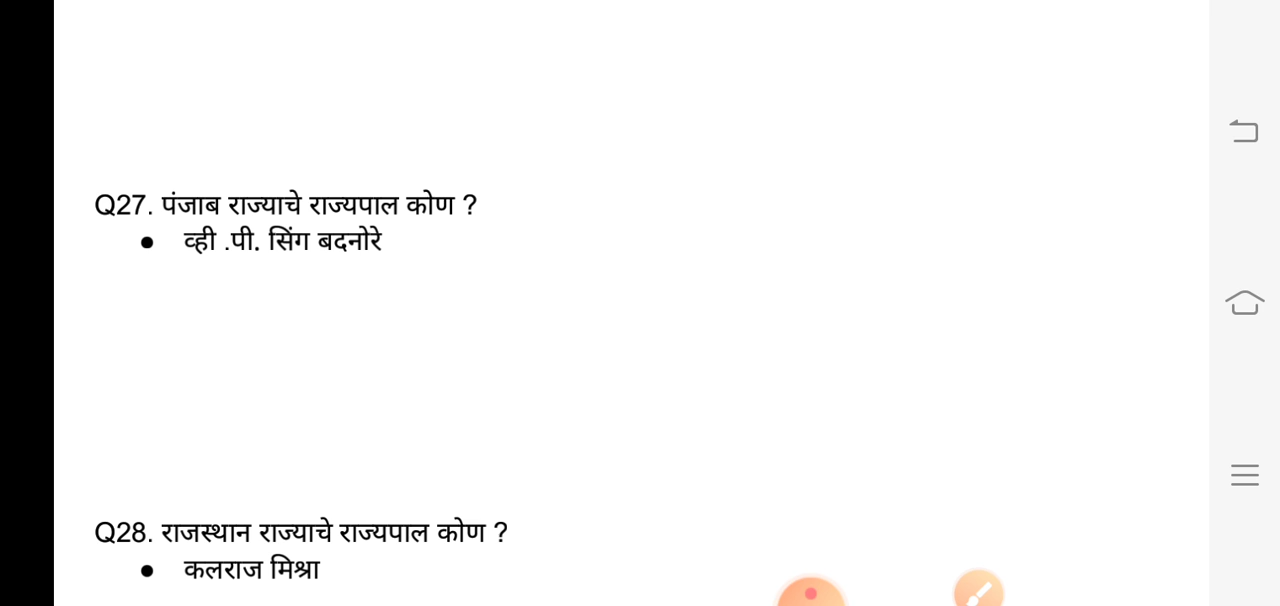 Q27. पंजाब राज्याचे राज्यपाल कोण ?
● व्ही .पी. सिंग बदनोरे
Q28. राजस्थान राज्याचे राज्यपाल कोण ?
● कलराज मिश्रा